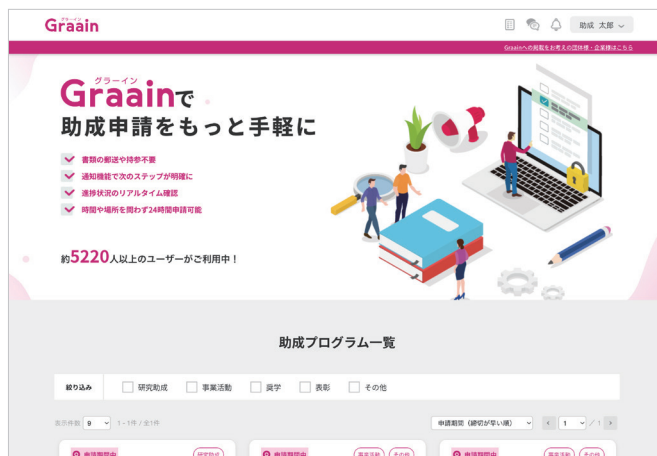 グラーイン
Graain
助成 太郎
Graainへの掲載をお考えの団体様・企業様はこちら
グラーイン
Graainで
助成申請をもっと手軽に
書類の郵送や持参不要
通知機能で次のステップが明確に
進捗状況のリアルタイム確認
時間や場所を問わず24時間申請可能
約5220人以上のユーザーがご利用中！
助成プログラム一覧
絞り込み 研究助成 事業活動 奨学 表彰 その他
表示件数 9 1 - 1件 / 全1件 申請期間（締切が早い順） 1 / 1
申請期間中 研究助成 申請期間中 事業活動 その他 申請期間中 事業活動 その他